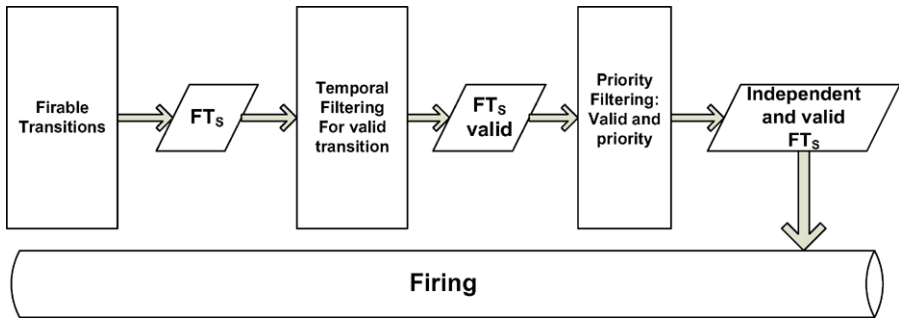 Firable
Transitions
FTS
Temporal
Filtering
For valid
transition
FTS
valid
Priority
Filtering:
Valid and
priority
Independent
and valid
FTS
Firing